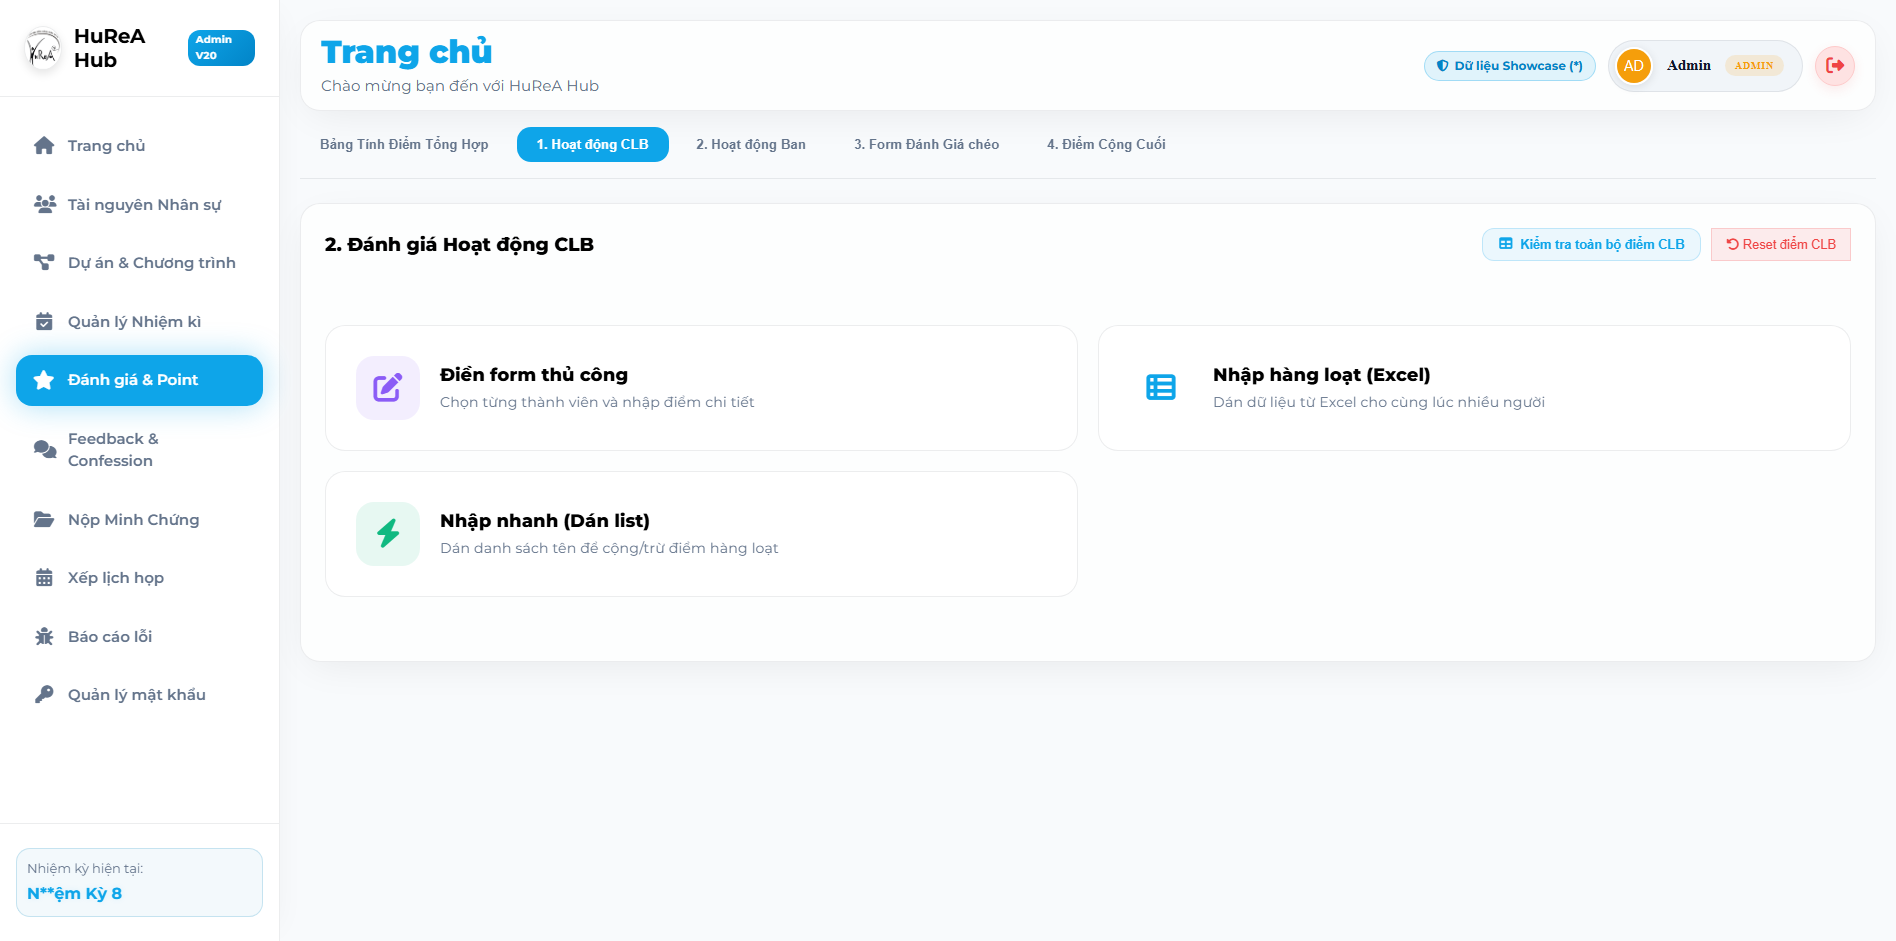 HuReA
Hub
Admin
V20
Trang chủ
Tài nguyên Nhân sự
Dự án & Chương trình
Quản lý Nhiệm kì
Đánh giá & Point
Feedback &
Confession
Nộp Minh Chứng
Xếp lịch họp
Báo cáo lỗi
Quản lý mật khẩu
Nhiệm kỳ hiện tại:
N**ệm Kỳ 8
Trang chủ
Chào mừng bạn đến với HuReA Hub
Dữ liệu Showcase (*)
AD
Admin
ADMIN
Bảng Tính Điểm Tổng Hợp
1. Hoạt động CLB
2. Hoạt động Ban
3. Form Đánh Giá chéo
4. Điểm Cộng Cuối
2. Đánh giá Hoạt động CLB
Kiểm tra toàn bộ điểm CLB
Reset điểm CLB
Điền form thủ công
Chọn từng thành viên và nhập điểm chi tiết
Nhập hàng loạt (Excel)
Dán dữ liệu từ Excel cho cùng lúc nhiều người
Nhập nhanh (Dán list)
Dán danh sách tên để cộng/trừ điểm hàng loạt